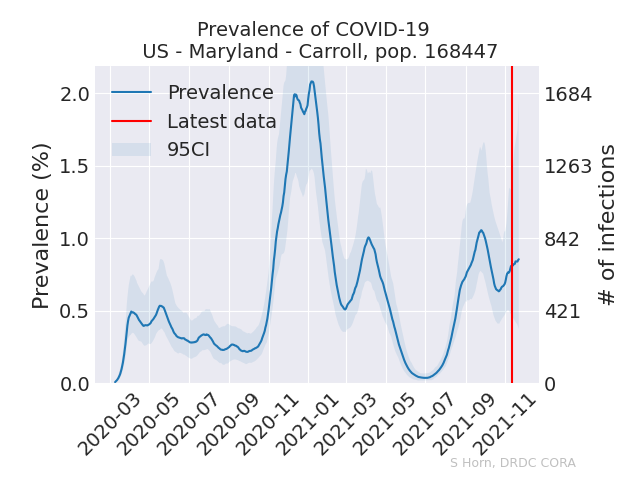 Prevalence of COVID-19
US - Maryland - Carroll, pop. 168447
Prevalence
Latest data
95CI
Prevalence (%)
2.0
1.5
1.0
0.5
0.0
1684
1263
842
421
0
# of infections
2020-03
2020-05
2020-07
2020-09
2020-11
2021-01
2021-03
2021-05
2021-07
2021-09
2021-11
S Horn, DRDC CORA